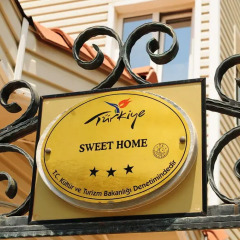 Türkiye
SWEET HOME
T.C. Kültür ve Turizm Bakanlığı Denetimindedir